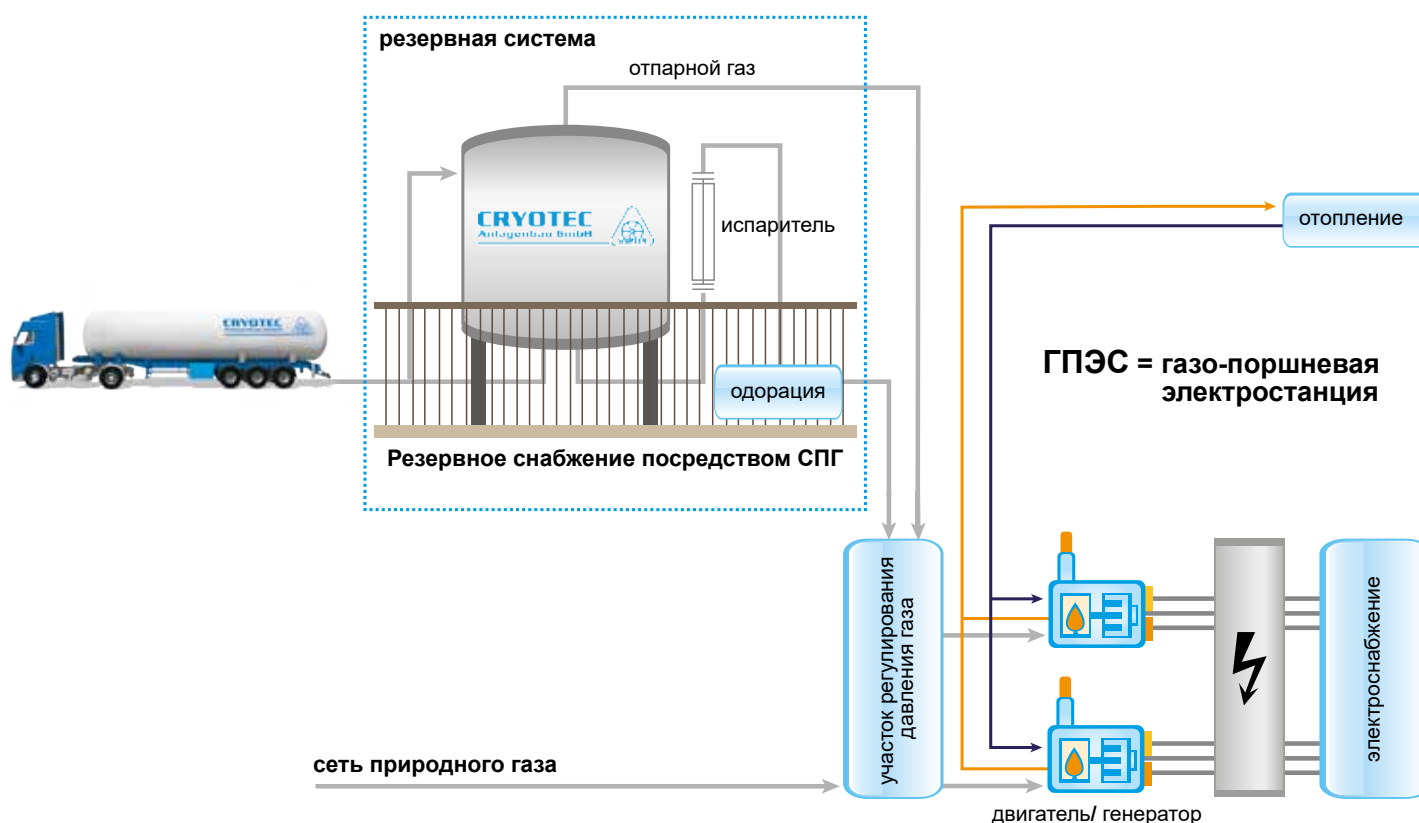 резервная система
отпарной газ
CRYOTEC
Anlagenbau GmbH
испаритель
отопление
CRYOTEC
ГПЭС = газо-поршневая
электростанция
одорация
Резервное снабжение посредством СПГ
участок регулирования
давления газа
электроснабжение
сеть природного газа
двигатель/ генератор